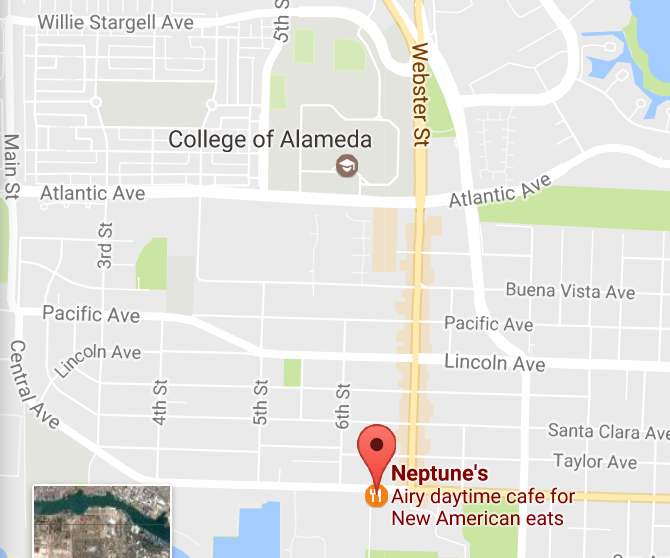 Willie Stargell Ave
5th S
Webster St
College of Alameda
Main St
Atlantic Ave
Atlantic Ave
3rd St
Buena Vista Ave
Pacific Ave
Pacific Ave
Lincoln Ave
Lincoln Ave
Central Ave
4th St
5th St
6th St
Santa Clara Ave
Taylor Ave
Neptune's
Airy daytime cafe for
New American eats